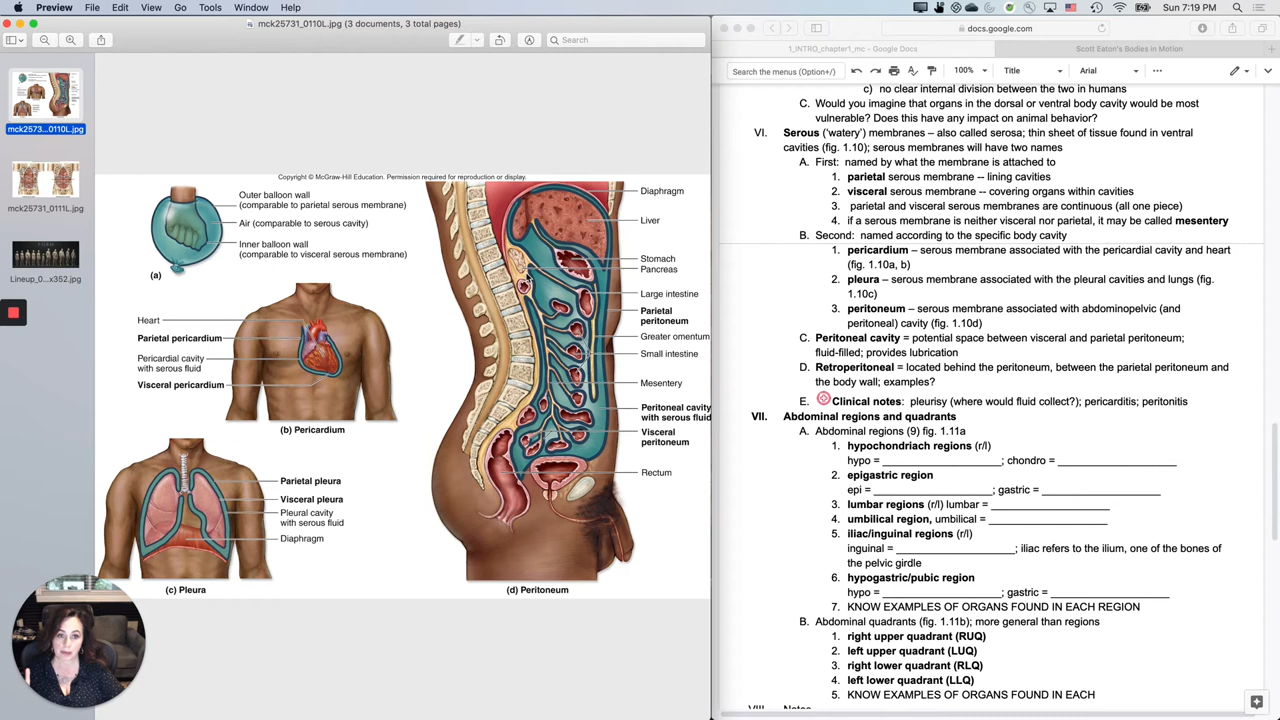 Preview File Edit View Go Tools Window Help
Sun 7:19 PM
mck25731_0110L.jpg (3 documents, 3 total pages)
Search
mck2573...0110L.jpg
mck25731_0111L.jpg
Lineup_0...x352.jpg
Copyright © McGraw-Hill Education. Permission required for reproduction or display.
Outer balloon wall
(comparable to parietal serous membrane)
Air (comparable to serous cavity)
Inner balloon wall
(comparable to visceral serous membrane)
(a)
Heart
Parietal pericardium
Pericardial cavity
with serous fluid
Visceral pericardium
(b) Pericardium
Parietal pleura
Visceral pleura
Pleural cavity
with serous fluid
Diaphragm
(c) Pleura
Diaphragm
Liver
Stomach
Pancreas
Large intestine
Parietal
peritoneum
Greater omentum
Small intestine
Mesentery
Peritoneal cavity
with serous fluid
Visceral
peritoneum
Rectum
(d) Peritoneum
docs.google.com
1_INTRO_chapter1_mc - Google Docs
Scott Eaton's Bodies in Motion
Search the menus (Option+/)
100% Title Arial
c) no clear internal division between the two in humans
C. Would you imagine that organs in the dorsal or ventral body cavity would be most
vulnerable? Does this have any impact on animal behavior?
VI. Serous ('watery') membranes – also called serosa; thin sheet of tissue found in ventral
cavities (fig. 1.10); serous membranes will have two names
A. First: named by what the membrane is attached to
1. parietal serous membrane -- lining cavities
2. visceral serous membrane -- covering organs within cavities
3. parietal and visceral serous membranes are continuous (all one piece)
4. if a serous membrane is neither visceral nor parietal, it may be called mesentery
B. Second: named according to the specific body cavity
1. pericardium – serous membrane associated with the pericardial cavity and heart
(fig. 1.10a, b)
2. pleura – serous membrane associated with the pleural cavities and lungs (fig.
1.10c)
3. peritoneum – serous membrane associated with abdominopelvic (and
peritoneal) cavity (fig. 1.10d)
C. Peritoneal cavity = potential space between visceral and parietal peritoneum;
fluid-filled; provides lubrication
D. Retroperitoneal = located behind the peritoneum, between the parietal peritoneum and
the body wall; examples?
E. Clinical notes: pleurisy (where would fluid collect?); pericarditis; peritonitis
VII. Abdominal regions and quadrants
A. Abdominal regions (9) fig. 1.11a
1. hypochondriach regions (r/l)
hypo = ____________________; chondro = ____________________
2. epigastric region
epi = ____________________; gastric = ____________________
3. lumbar regions (r/l) lumbar = ____________________
4. umbilical region, umbilical = ____________________
5. iliac/inguinal regions (r/l)
inguinal = ____________________; iliac refers to the ilium, one of the bones of
the pelvic girdle
6. hypogastric/pubic region
hypo = ____________________; gastric = ____________________
7. KNOW EXAMPLES OF ORGANS FOUND IN EACH REGION
B. Abdominal quadrants (fig. 1.11b); more general than regions
1. right upper quadrant (RUQ)
2. left upper quadrant (LUQ)
3. right lower quadrant (RLQ)
4. left lower quadrant (LLQ)
5. KNOW EXAMPLES OF ORGANS FOUND IN EACH
VIII. Notes